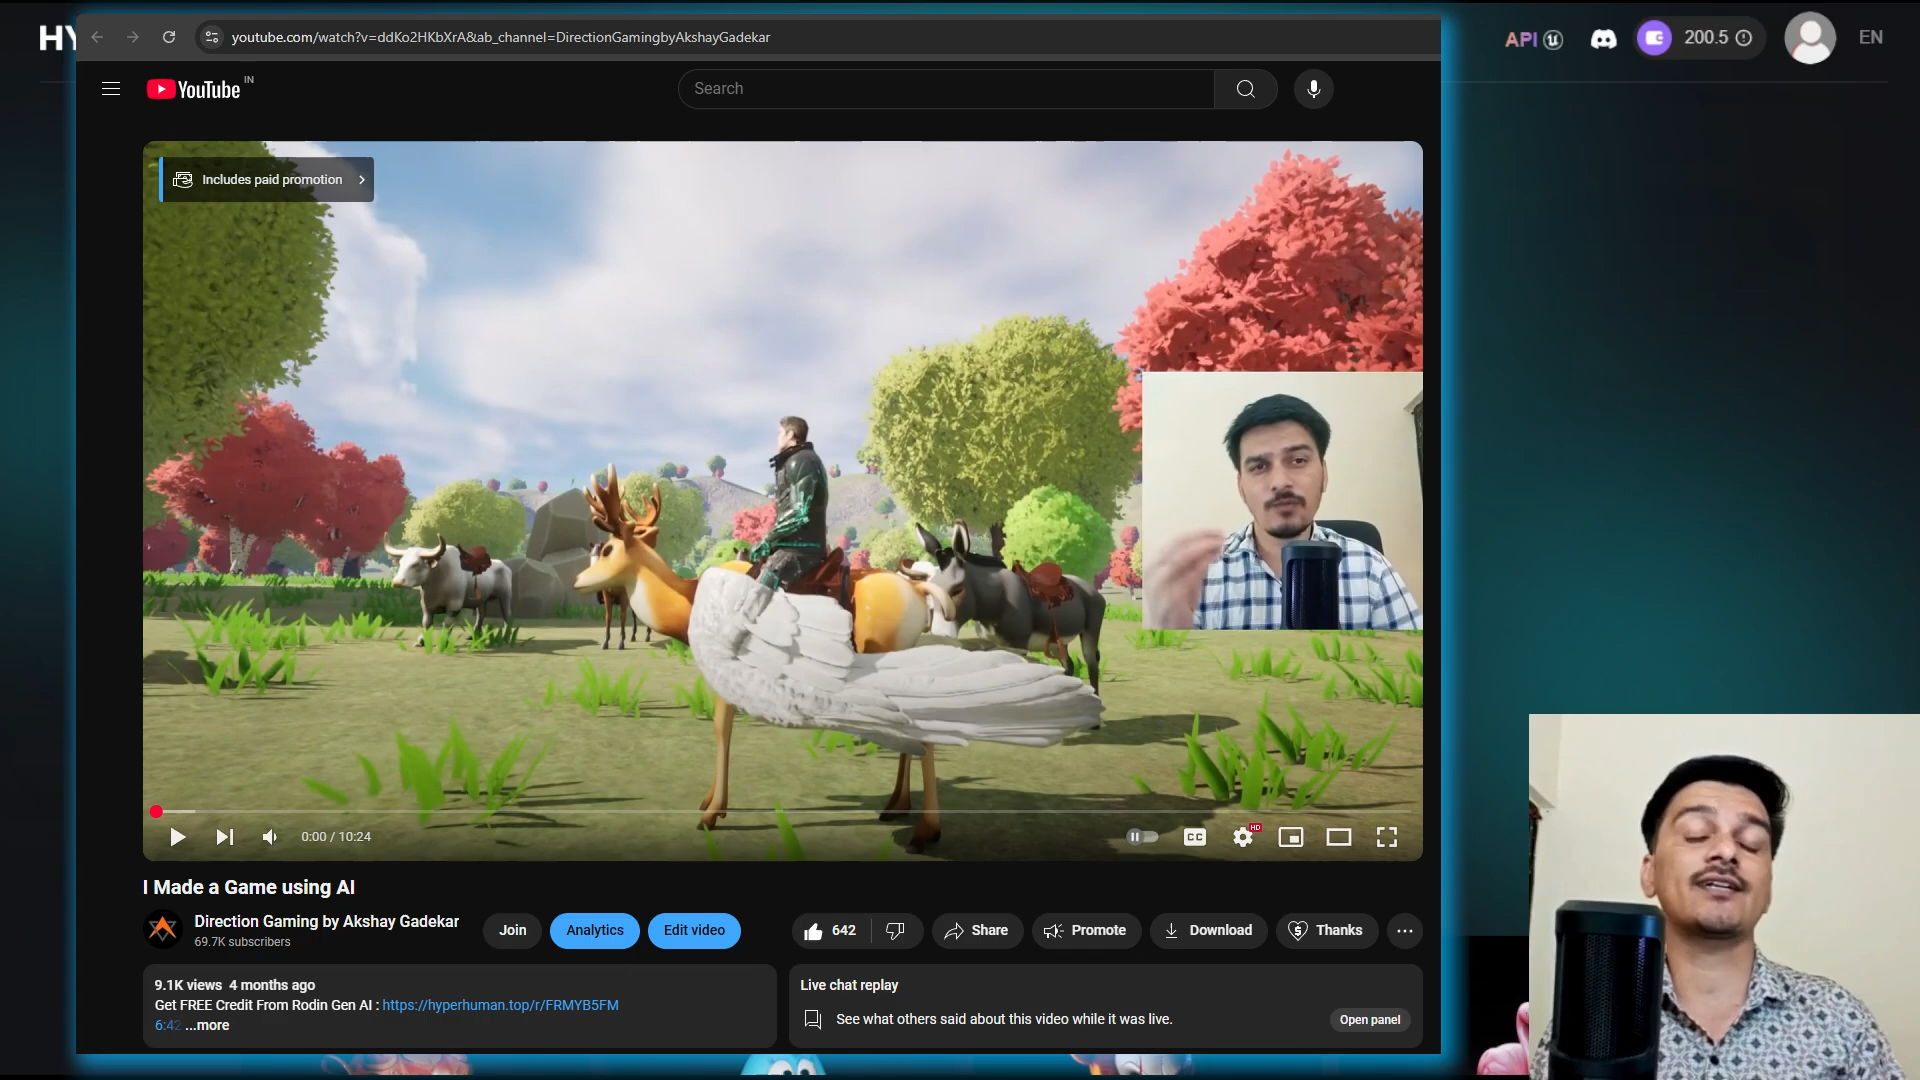 HY
youtube.com/watch?v=ddKo2HKbXrA&ab_channel=DirectionGamingbyAkshayGadekar
API
200.5
EN
YouTube IN
Search
Includes paid promotion
0:00 / 10:24
CC
HD
I Made a Game using AI
Direction Gaming by Akshay Gadekar
69.7K subscribers
Join
Analytics
Edit video
642
Share
Promote
Download
Thanks
9.1K views 4 months ago
Get FREE Credit From Rodin Gen AI : https://hyperhuman.top/r/FRMYB5FM
6:42 ...more
Live chat replay
See what others said about this video while it was live.
Open panel